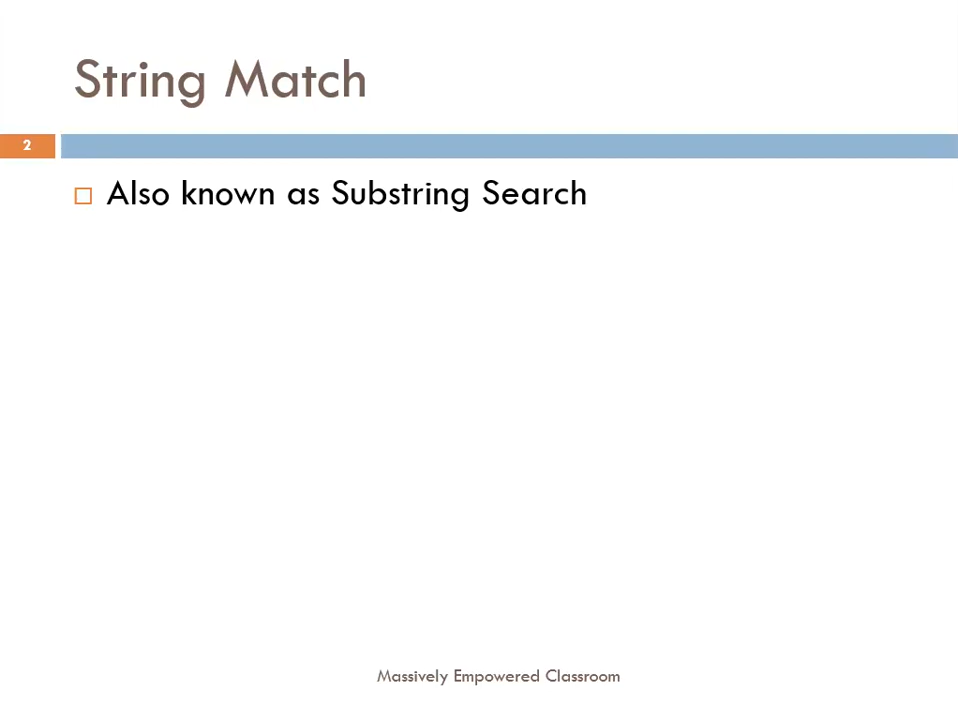 String Match
2
Also known as Substring Search
Massively Empowered Classroom